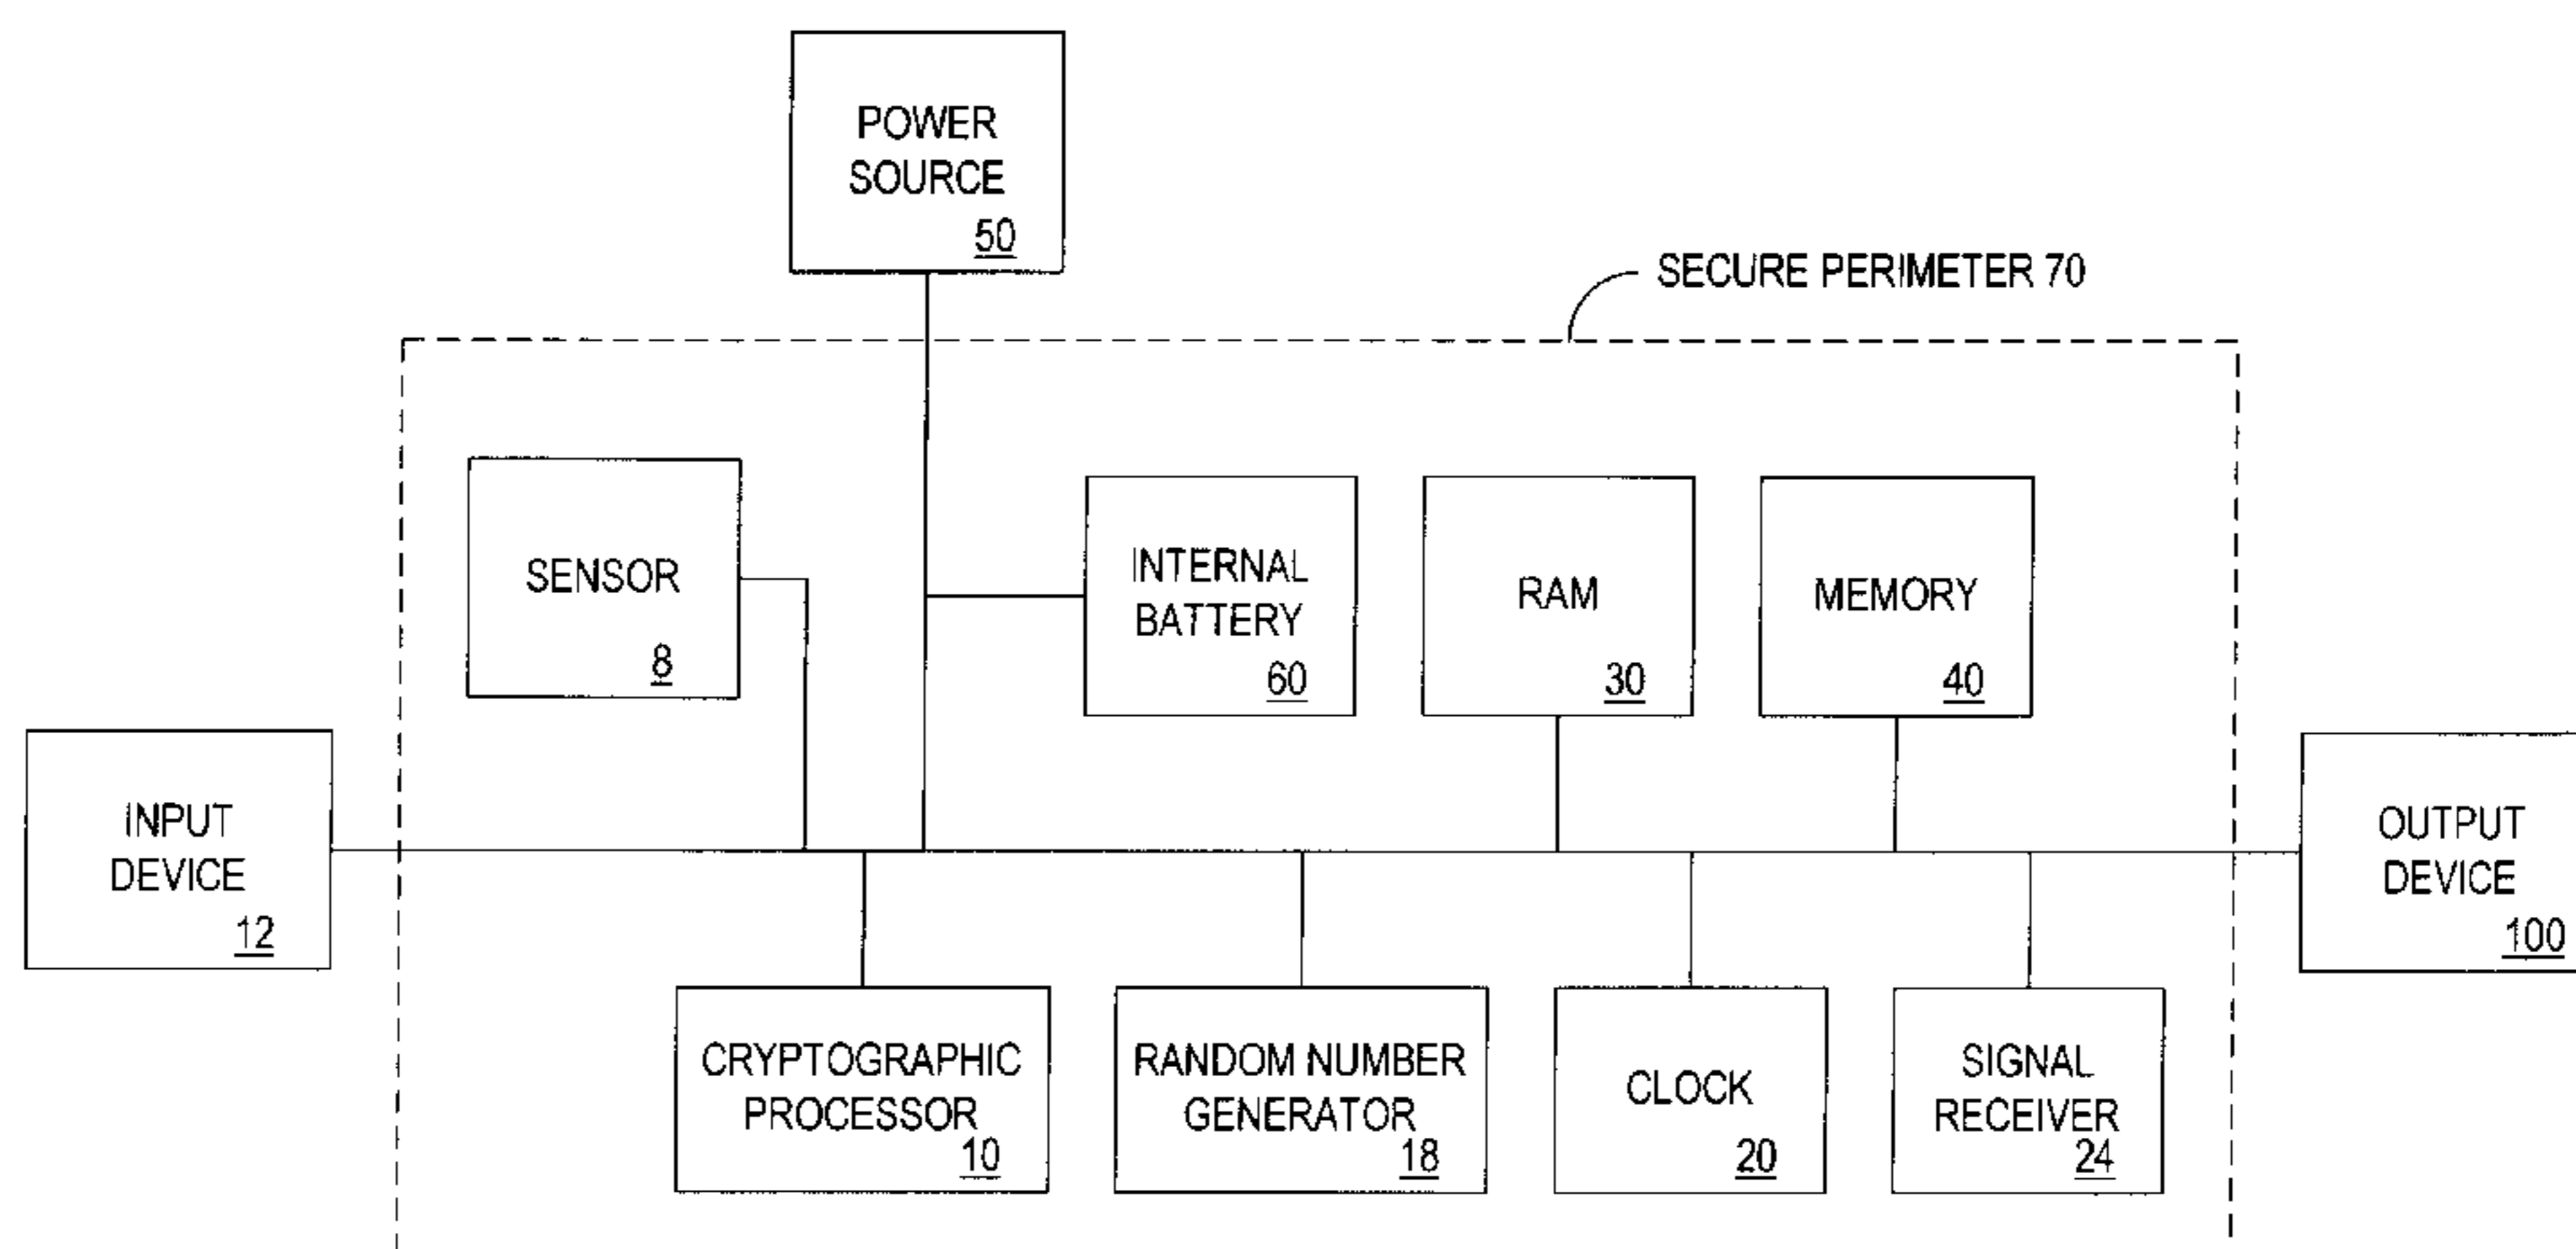 POWER
SOURCE
50
SECURE PERIMETER 70
SENSOR
8
INTERNAL
BATTERY
60
RAM
30
MEMORY
40
INPUT
DEVICE
12
OUTPUT
DEVICE
100
CRYPTOGRAPHIC
PROCESSOR
10
RANDOM NUMBER
GENERATOR
18
CLOCK
20
SIGNAL
RECEIVER
24